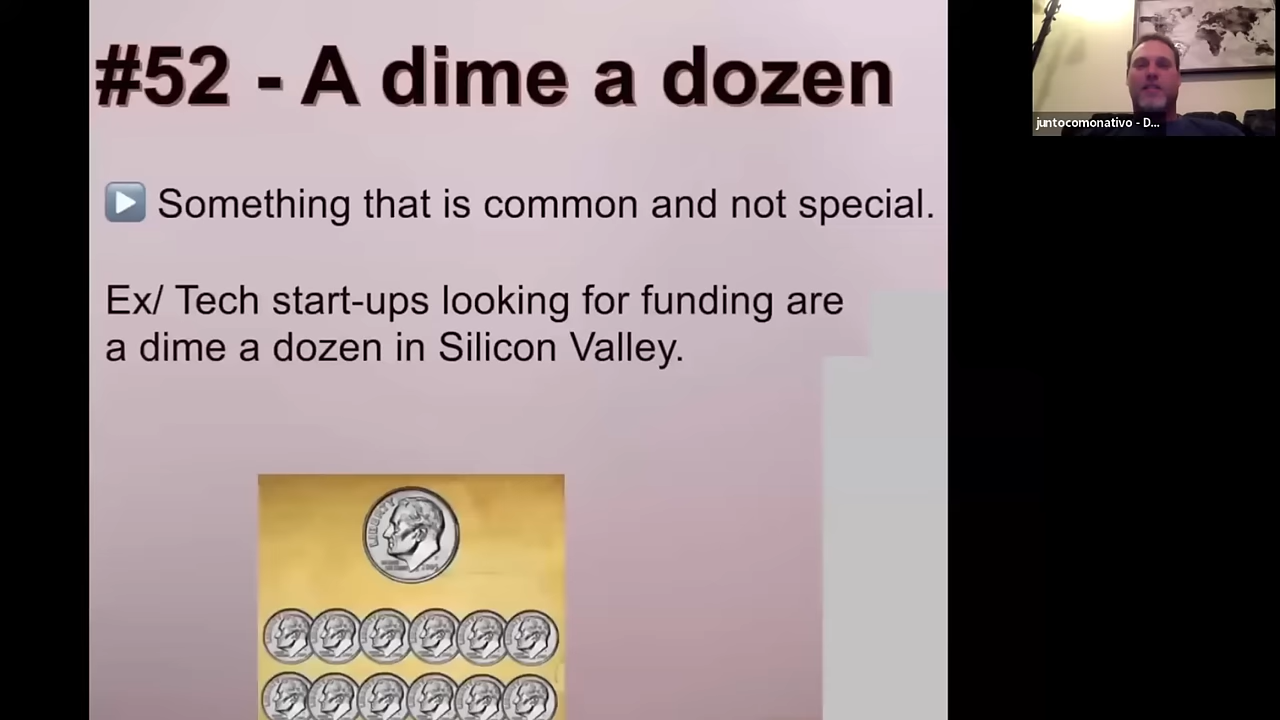 #52 - A dime a dozen
juntocomonativo - D...
Something that is common and not special.
Ex/ Tech start-ups looking for funding are
a dime a dozen in Silicon Valley.
LIBERTY